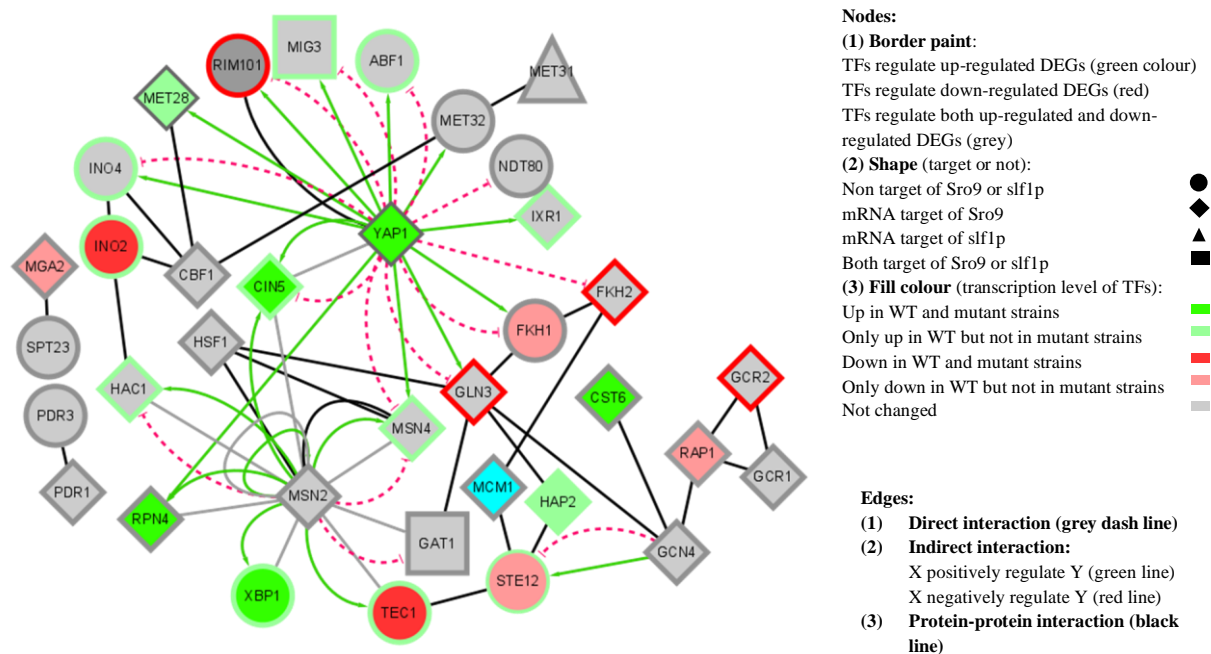 RIM101
MIG3
ABF1
MET31
MET28
MET32
INO4
NDT80
IXR1
YAP1
INO2
MGA2
CBF1
CIN5
FKH2
SPT23
HSF1
FKH1
HAC1
GLN3
GCR2
CST6
PDR3
MSN4
RAP1
PDR1
MSN2
MCM1
GCR1
HAP2
RPN4
GAT1
GCN4
XBP1
TEC1
STE12
Nodes:
(1) Border paint:
TFs regulate up-regulated DEGs (green colour)
TFs regulate down-regulated DEGs (red)
TFs regulate both up-regulated and down-
regulated DEGs (grey)
(2) Shape (target or not):
Non target of Sro9 or slf1p
mRNA target of Sro9
mRNA target of slf1p
Both target of Sro9 or slf1p
(3) Fill colour (transcription level of TFs):
Up in WT and mutant strains
Only up in WT but not in mutant strains
Down in WT and mutant strains
Only down in WT but not in mutant strains
Not changed
Edges:
(1) Direct interaction (grey dash line)
(2) Indirect interaction:
X positively regulate Y (green line)
X negatively regulate Y (red line)
(3) Protein-protein interaction (black
line)